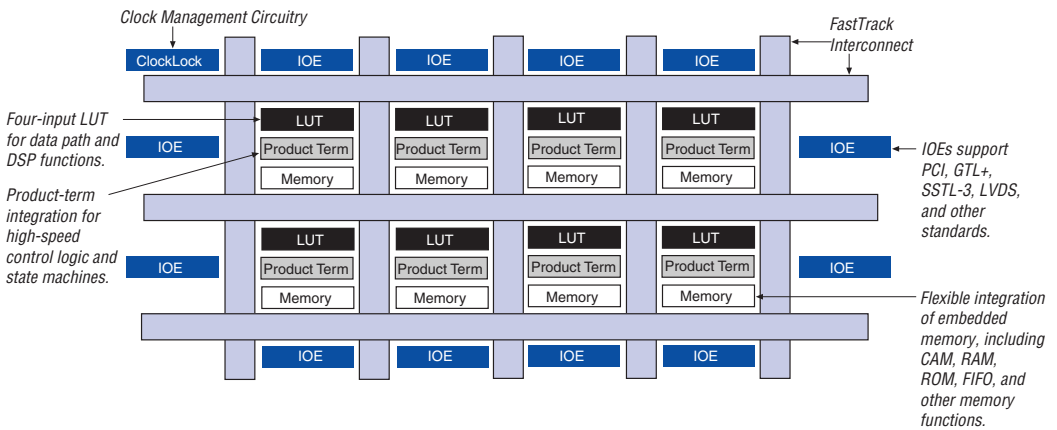 Clock Management Circuitry
FastTrack
Interconnect
ClockLock
IOE
IOE
IOE
IOE
Four-input LUT
for data path and
DSP functions.
LUT
LUT
LUT
LUT
IOE
Product Term
Product Term
Product Term
Product Term
IOE
Memory
Memory
Memory
Memory
IOEs support
PCI, GTL+,
SSTL-3, LVDS,
and other
standards.
Product-term
integration for
high-speed
control logic and
state machines.
LUT
LUT
LUT
LUT
IOE
Product Term
Product Term
Product Term
Product Term
IOE
Memory
Memory
Memory
Memory
Flexible integration
of embedded
memory, including
CAM, RAM,
ROM, FIFO, and
other memory
functions.
IOE
IOE
IOE
IOE